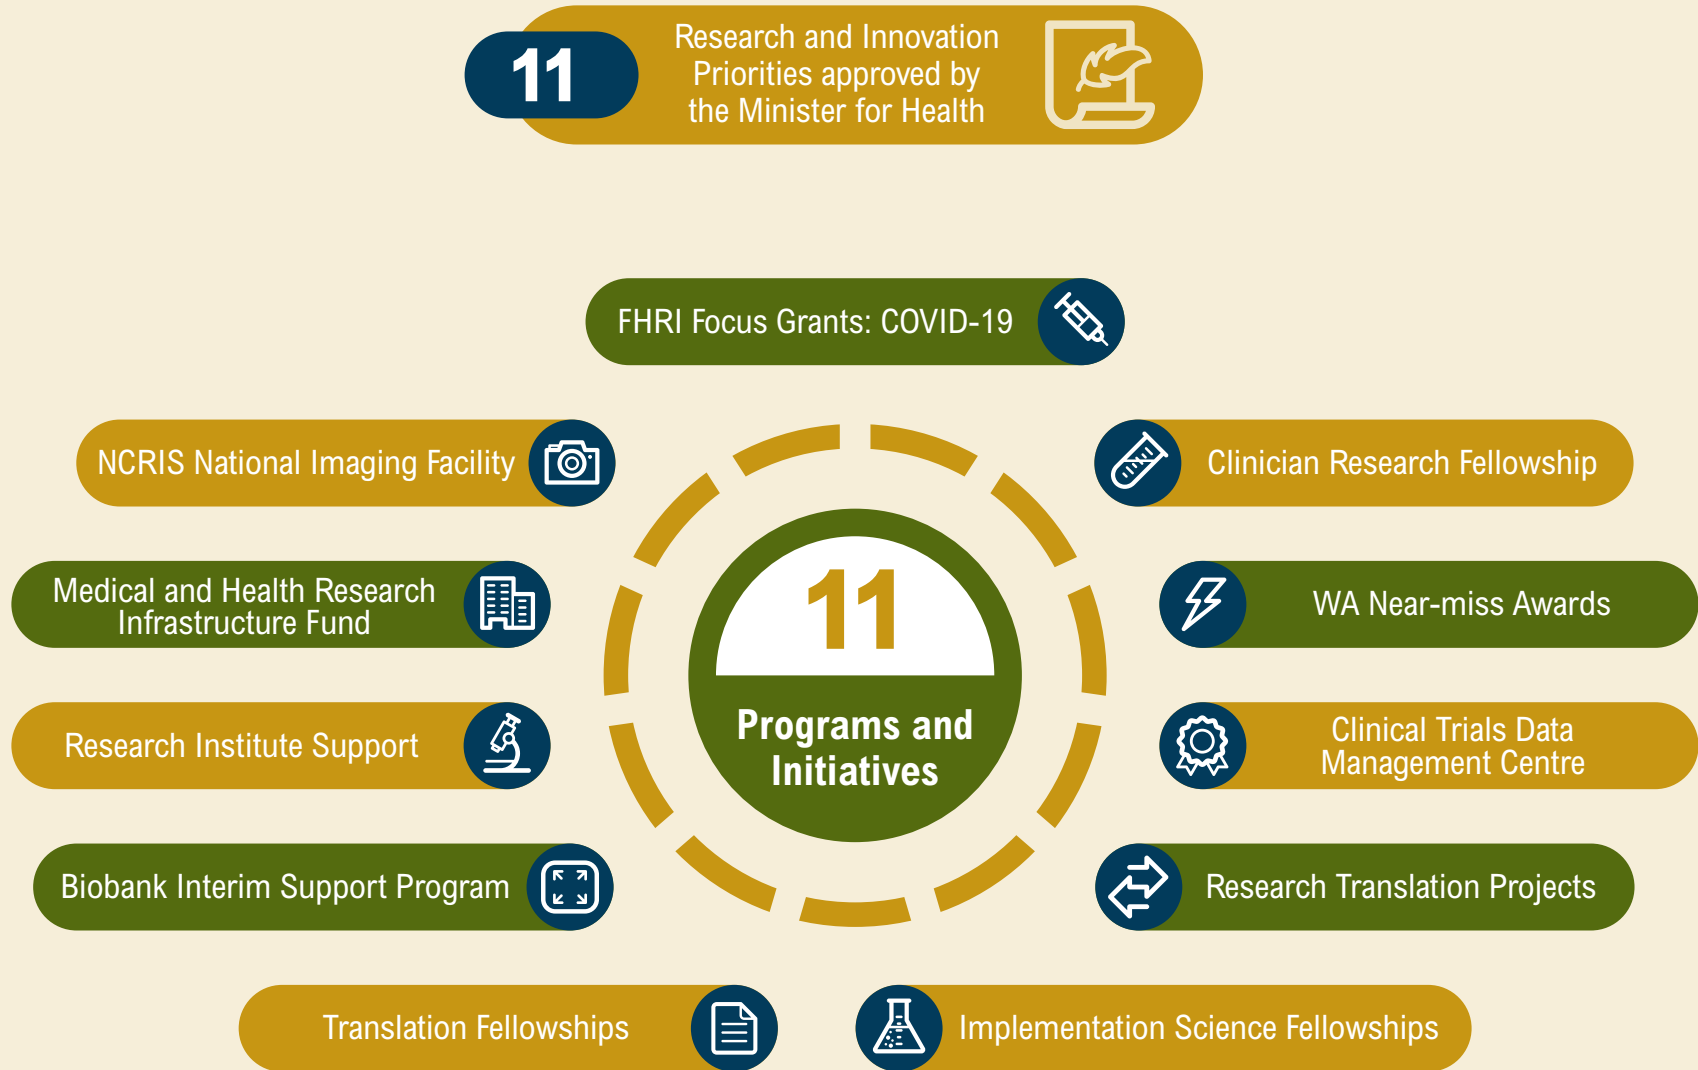 11
Research and Innovation
Priorities approved by
the Minister for Health
FHRI Focus Grants: COVID-19
NCRIS National Imaging Facility
Clinician Research Fellowship
Medical and Health Research
Infrastructure Fund
WA Near-miss Awards
11
Programs and
Initiatives
Research Institute Support
Clinical Trials Data
Management Centre
Biobank Interim Support Program
Research Translation Projects
Translation Fellowships
Implementation Science Fellowships